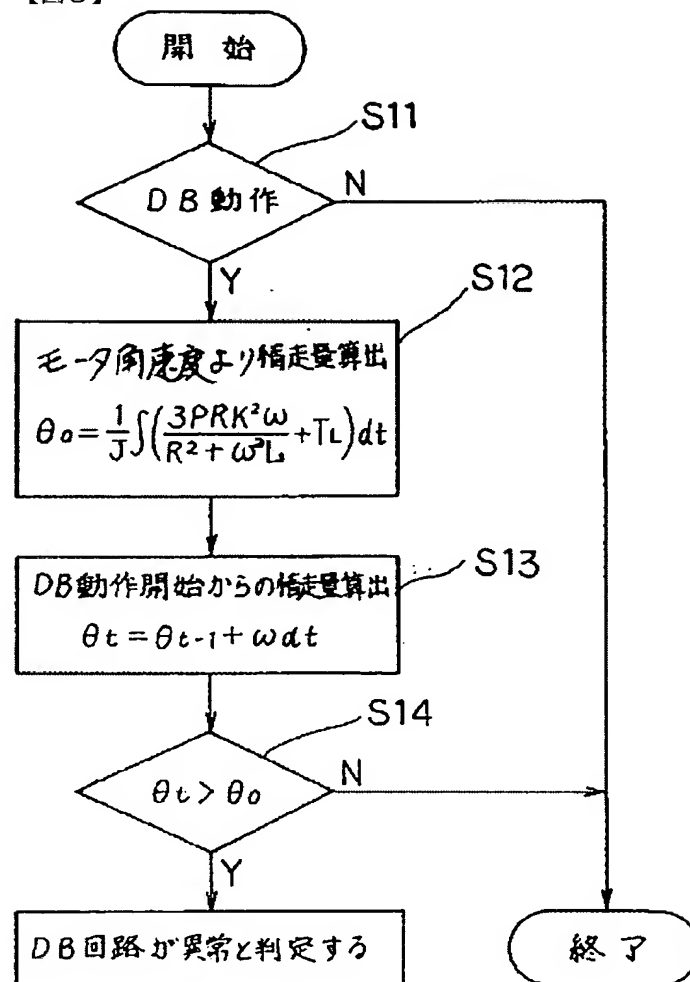 開始
S11
DB動作
N
Y
S12
モータ角速度より惰走量算出
θo=1/J∫(3PRK²ω/R²+ω²L+TL)dt
S13
DB動作開始からの惰走量算出
θt=θt-1+ωdt
S14
θt>θo
N
Y
DB回路が異常と判定する
終了